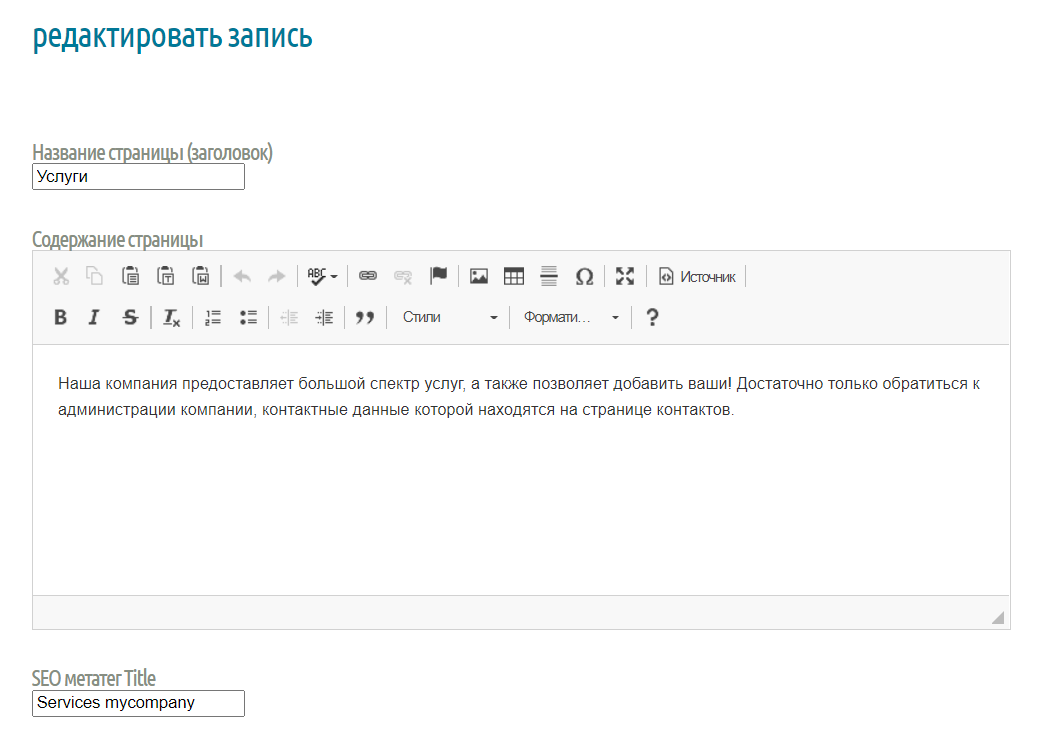 редактировать запись
Название страницы (заголовок)
Услуги
Содержание страницы
ABC
Источник
B I S Tx
Стили
Формати...
?
Наша компания предоставляет большой спектр услуг, а также позволяет добавить ваши! Достаточно только обратиться к
администрации компании, контактные данные которой находятся на странице контактов.
SEO метатег Title
Services mycompany